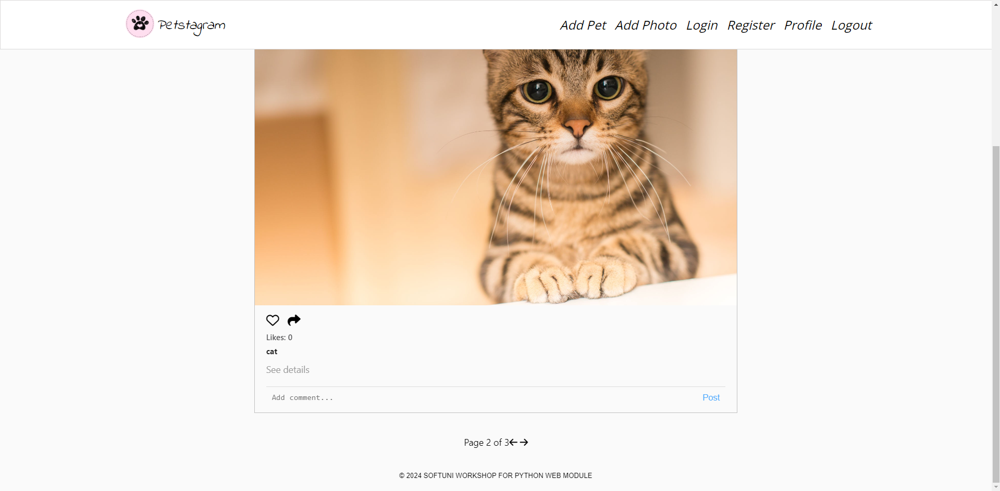 Petstagram
Add Pet Add Photo Login Register Profile Logout
Likes: 0
cat
See details
Add comment... Post
Page 2 of 3
© 2024 SOFTUNI WORKSHOP FOR PYTHON WEB MODULE